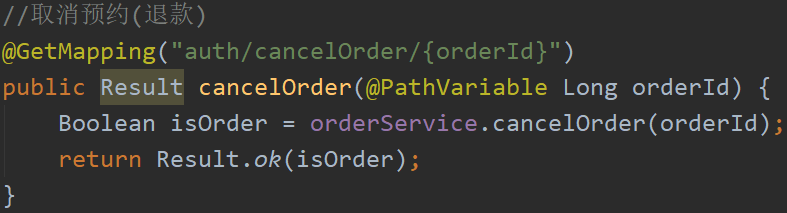 //取消预约(退款)
@GetMapping("auth/cancelOrder/{orderId}")
public Result cancelOrder(@PathVariable Long orderId) {
    Boolean isOrder = orderService.cancelOrder(orderId);
    return Result.ok(isOrder);
}